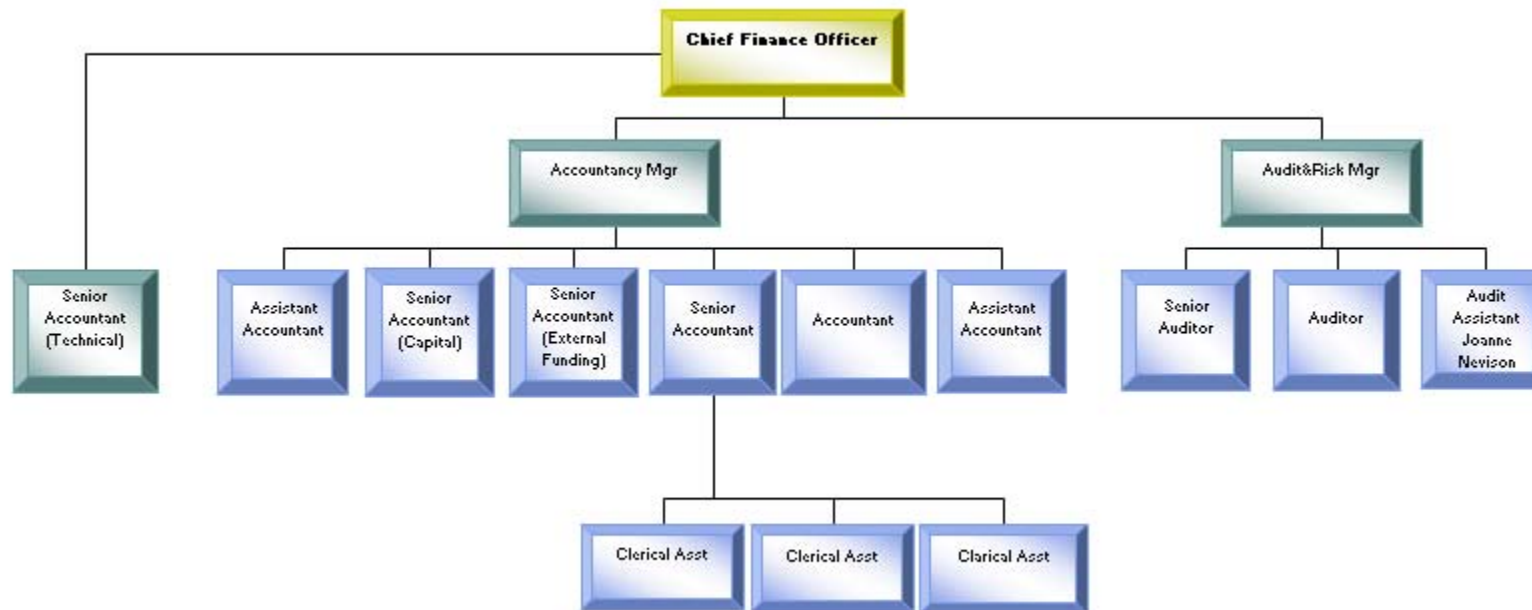 Chief Finance Officer
Accountancy Mgr
Audit&Risk Mgr
Senior
Accountant
(Technical)
Assistant
Accountant
Senior
Accountant
(Capital)
Senior
Accountant
(External
Funding)
Senior
Accountant
Accountant
Assistant
Accountant
Senior
Auditor
Auditor
Audit
Assistant
Joanne
Nevison
Clerical Asst
Clerical Asst
Clarical Asst